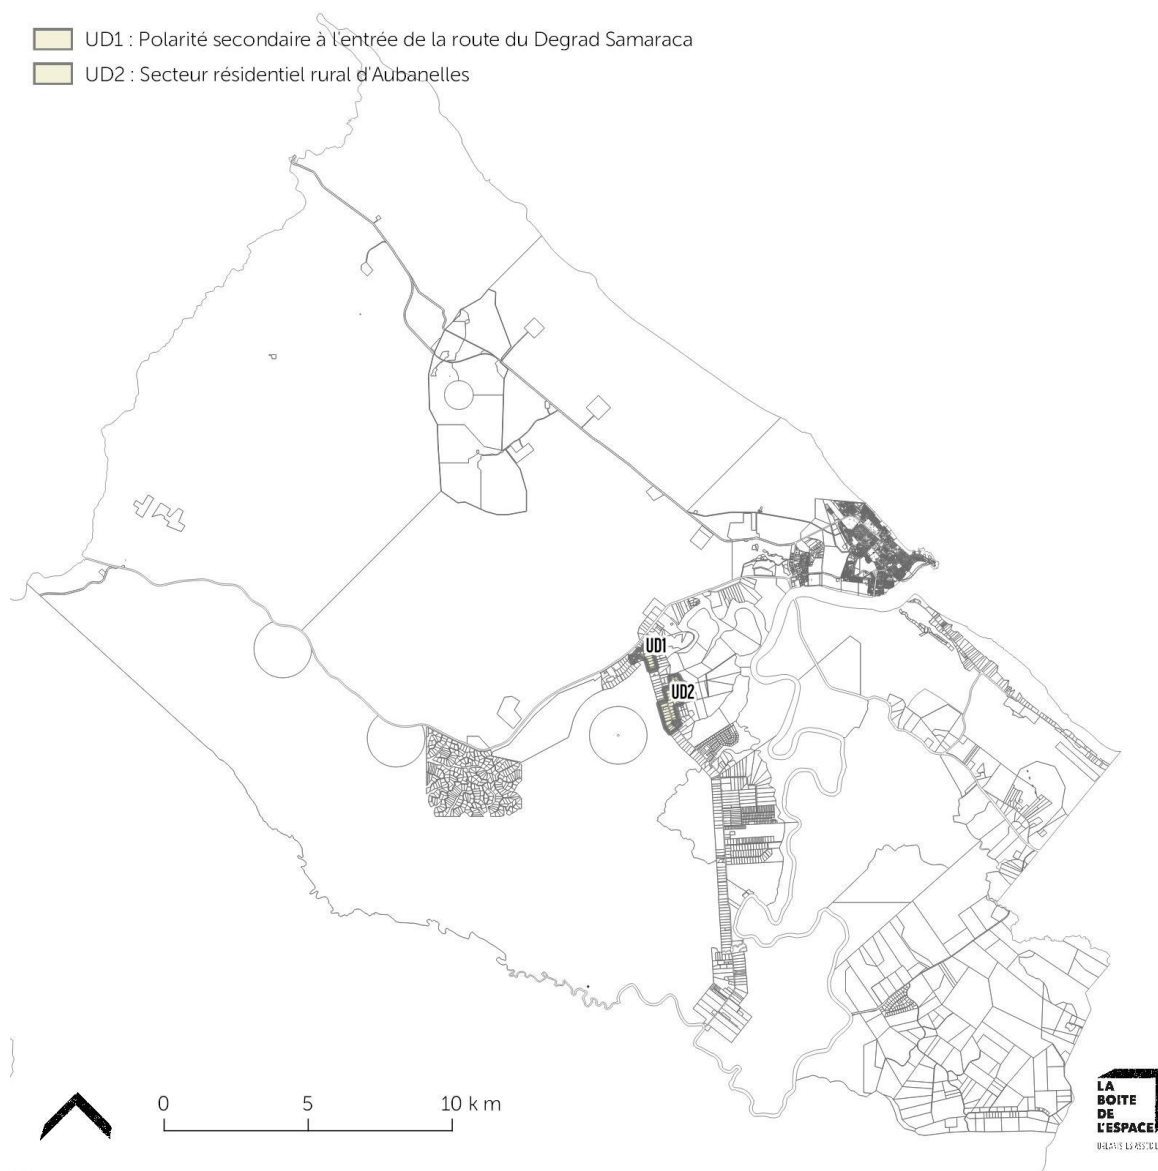 UD1 : Polarité secondaire à l'entrée de la route du Degrad Samaraca
UD2 : Secteur résidentiel rural d'Aubanelles
UD1
UD2
0 5 10 km
LA
BOITE
DE
L'ESPACE